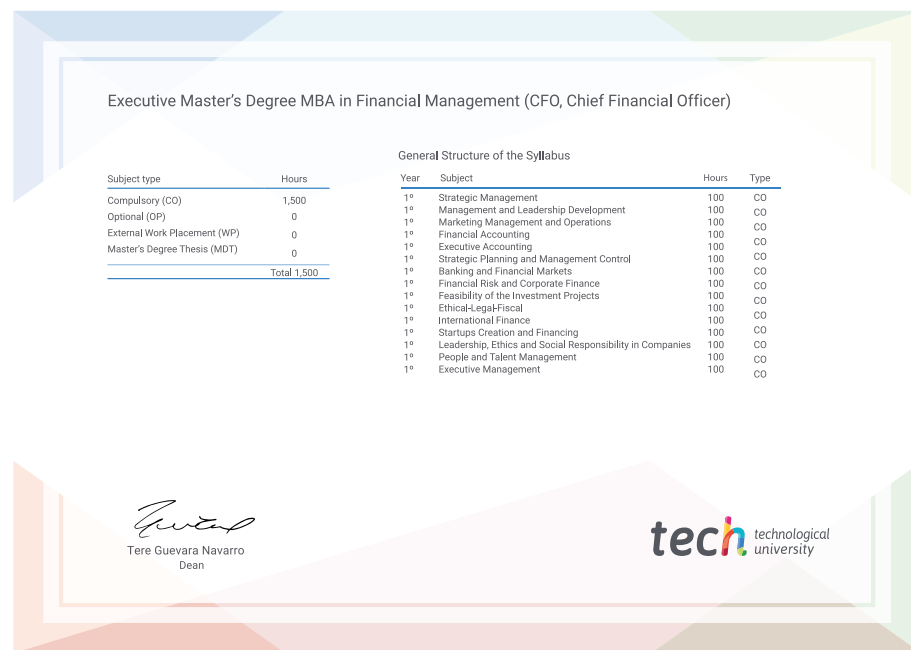 Executive Master's Degree MBA in Financial Management (CFO, Chief Financial Officer)
Subject type Hours
Compulsory (CO) 1,500
Optional (OP) 0
External Work Placement (WP) 0
Master's Degree Thesis (MDT) 0
Total 1,500
General Structure of the Syllabus
Year Subject Hours Type
1º Strategic Management 100 CO
1º Management and Leadership Development 100 CO
1º Marketing Management and Operations 100 CO
1º Financial Accounting 100 CO
1º Executive Accounting 100 CO
1º Strategic Planning and Management Control 100 CO
1º Banking and Financial Markets 100 CO
1º Financial Risk and Corporate Finance 100 CO
1º Feasibility of the Investment Projects 100 CO
1º Ethical-Legal-Fiscal 100 CO
1º International Finance 100 CO
1º Startups Creation and Financing 100 CO
1º Leadership, Ethics and Social Responsibility in Companies 100 CO
1º People and Talent Management 100 CO
1º Executive Management 100 CO
Tere Guevara Navarro
Dean
tech technological
university